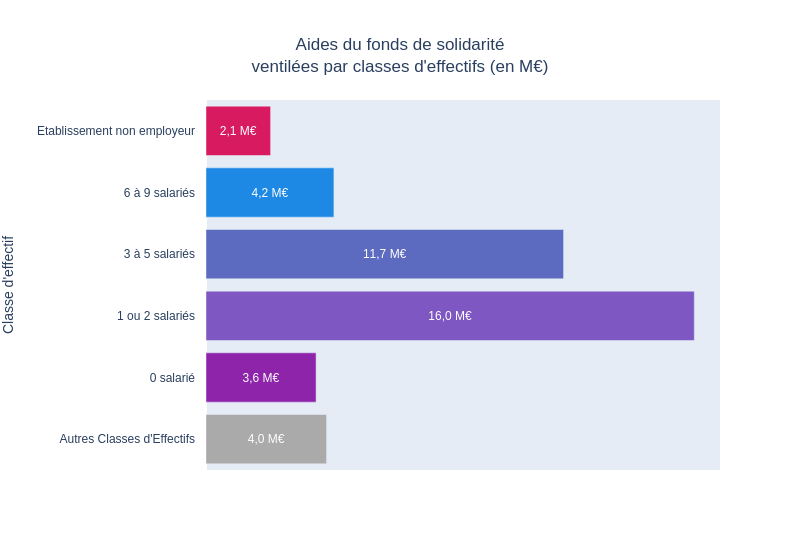 Aides du fonds de solidarité
ventilées par classes d'effectifs (en M€)
Classe d'effectif
Etablissement non employeur
2,1 M€
6 à 9 salariés
4,2 M€
3 à 5 salariés
11,7 M€
1 ou 2 salariés
16,0 M€
0 salarié
3,6 M€
Autres Classes d'Effectifs
4,0 M€